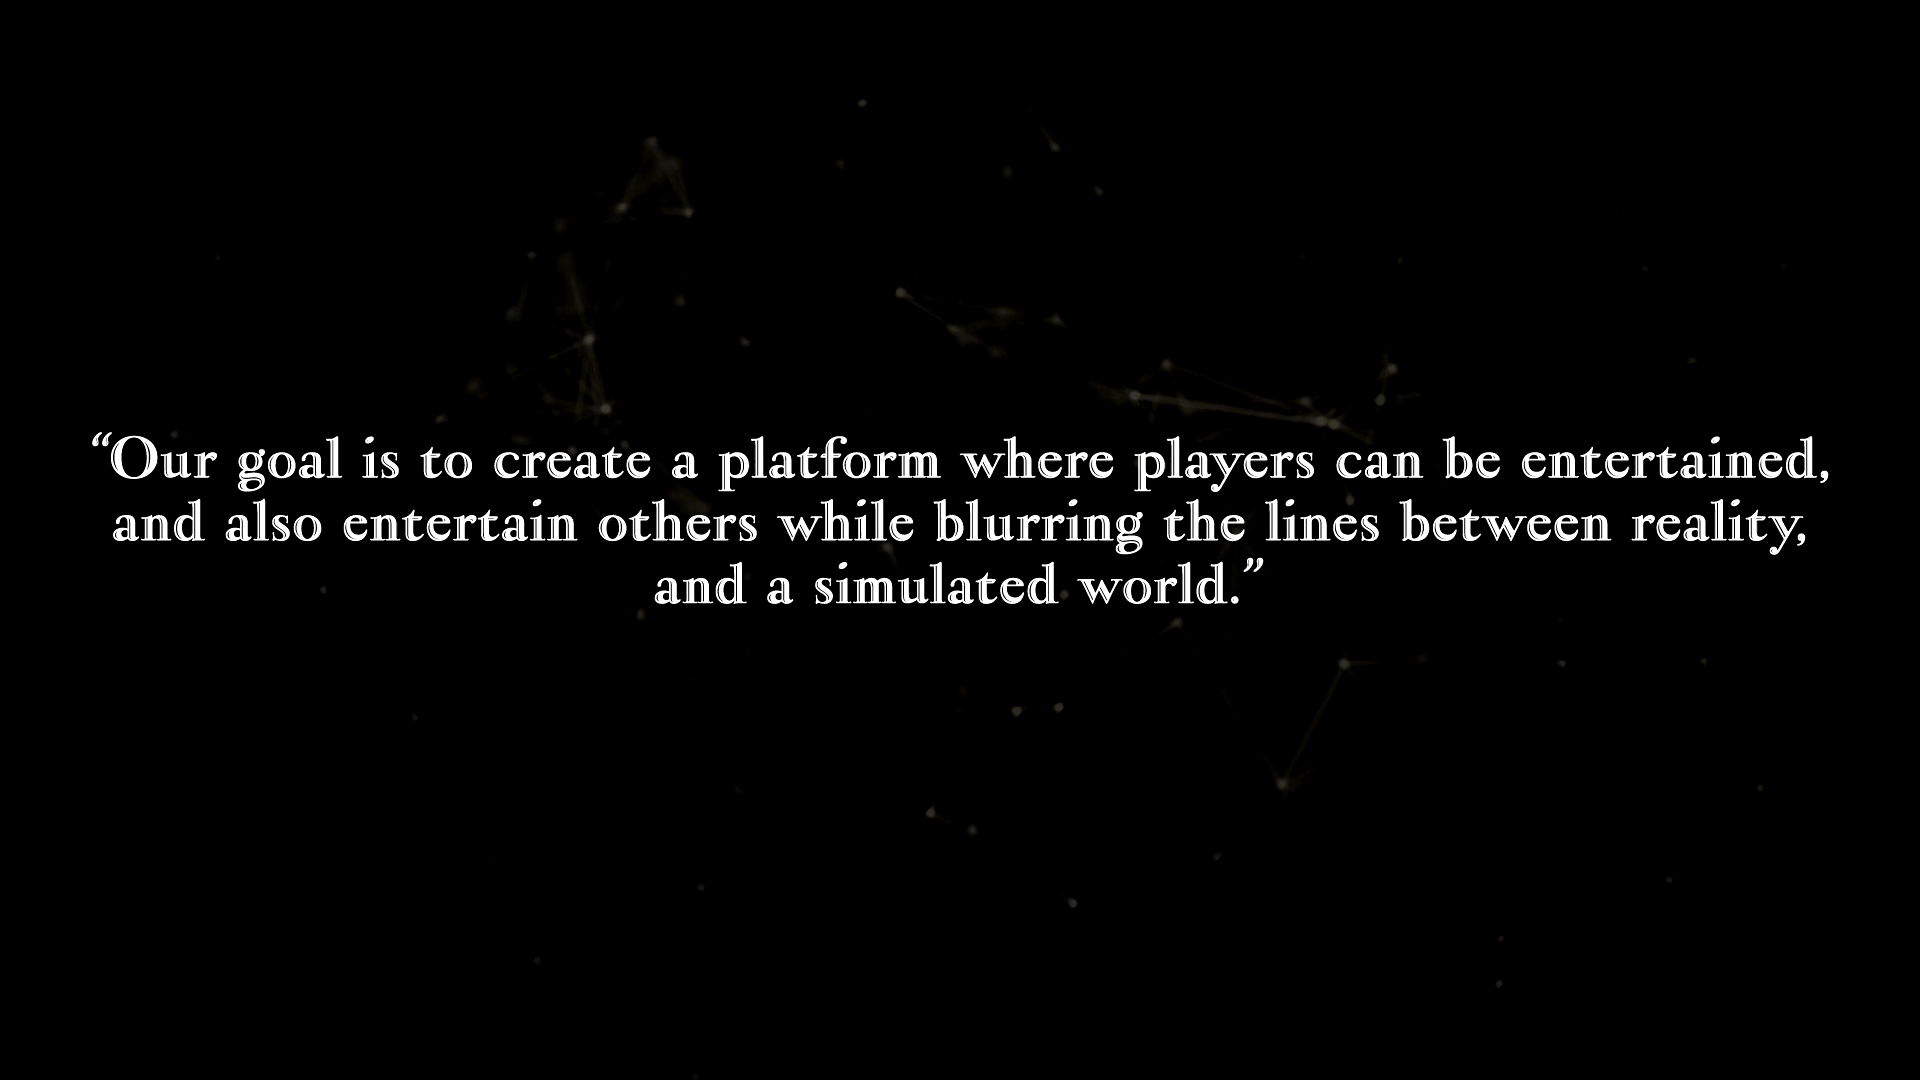 “Our goal is to create a platform where players can be entertained,
and also entertain others while blurring the lines between reality,
and a simulated world.”